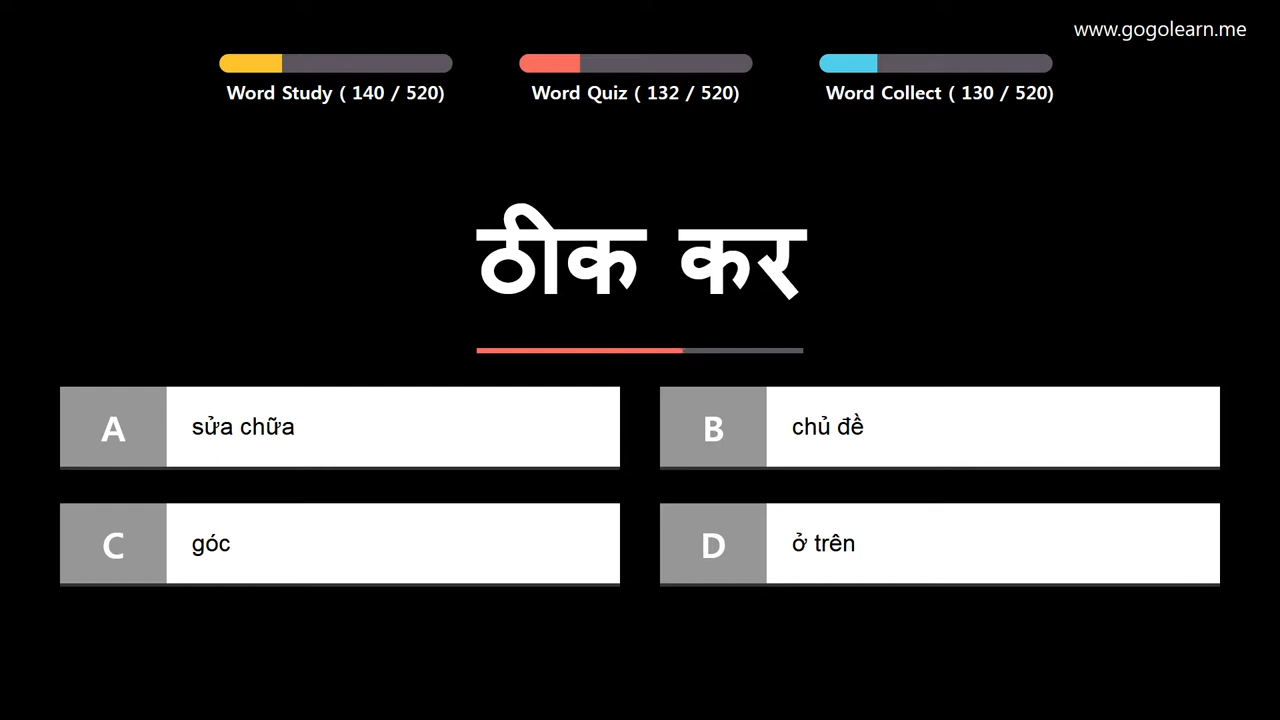 www.gogolearn.me
Word Study ( 140 / 520)
Word Quiz ( 132 / 520)
Word Collect ( 130 / 520)
ठीक कर
A
sửa chữa
B
chủ đề
C
góc
D
ở trên